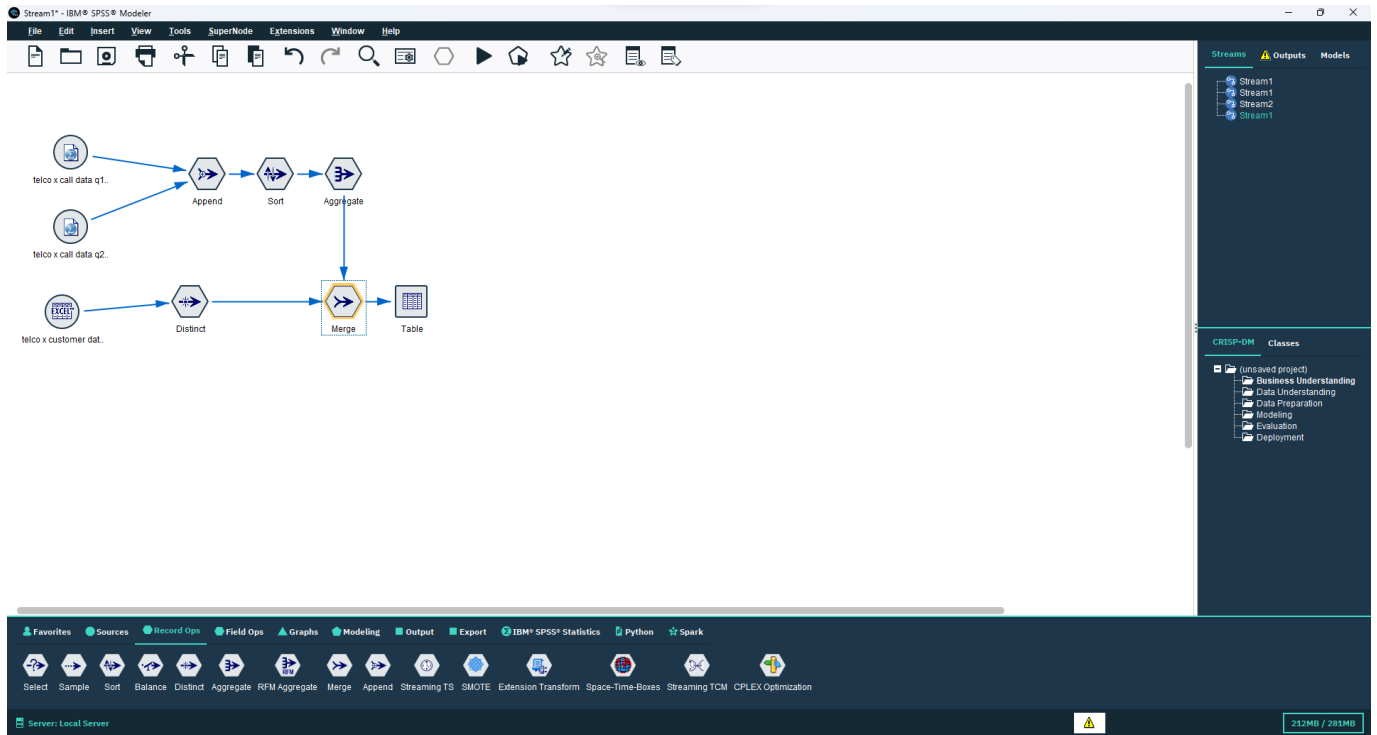 Stream1* - IBM® SPSS® Modeler
File Edit Insert View Tools SuperNode Extensions Window Help
Streams Outputs Models
Stream1
Stream1
Stream2
Stream1
telco x call data q1..
Append Sort Aggregate
telco x call data q2..
EXCEL™
telco x customer dat..
Distinct Merge Table
CRISP-DM Classes
(unsaved project)
Business Understanding
Data Understanding
Data Preparation
Modeling
Evaluation
Deployment
Favorites Sources Record Ops Field Ops Graphs Modeling Output Export IBM® SPSS® Statistics Python Spark
RFM
Select Sample Sort Balance Distinct Aggregate RFM Aggregate Merge Append Streaming TS SMOTE Extension Transform Space-Time-Boxes Streaming TCM CPLEX Optimization
Server: Local Server
212MB / 281MB